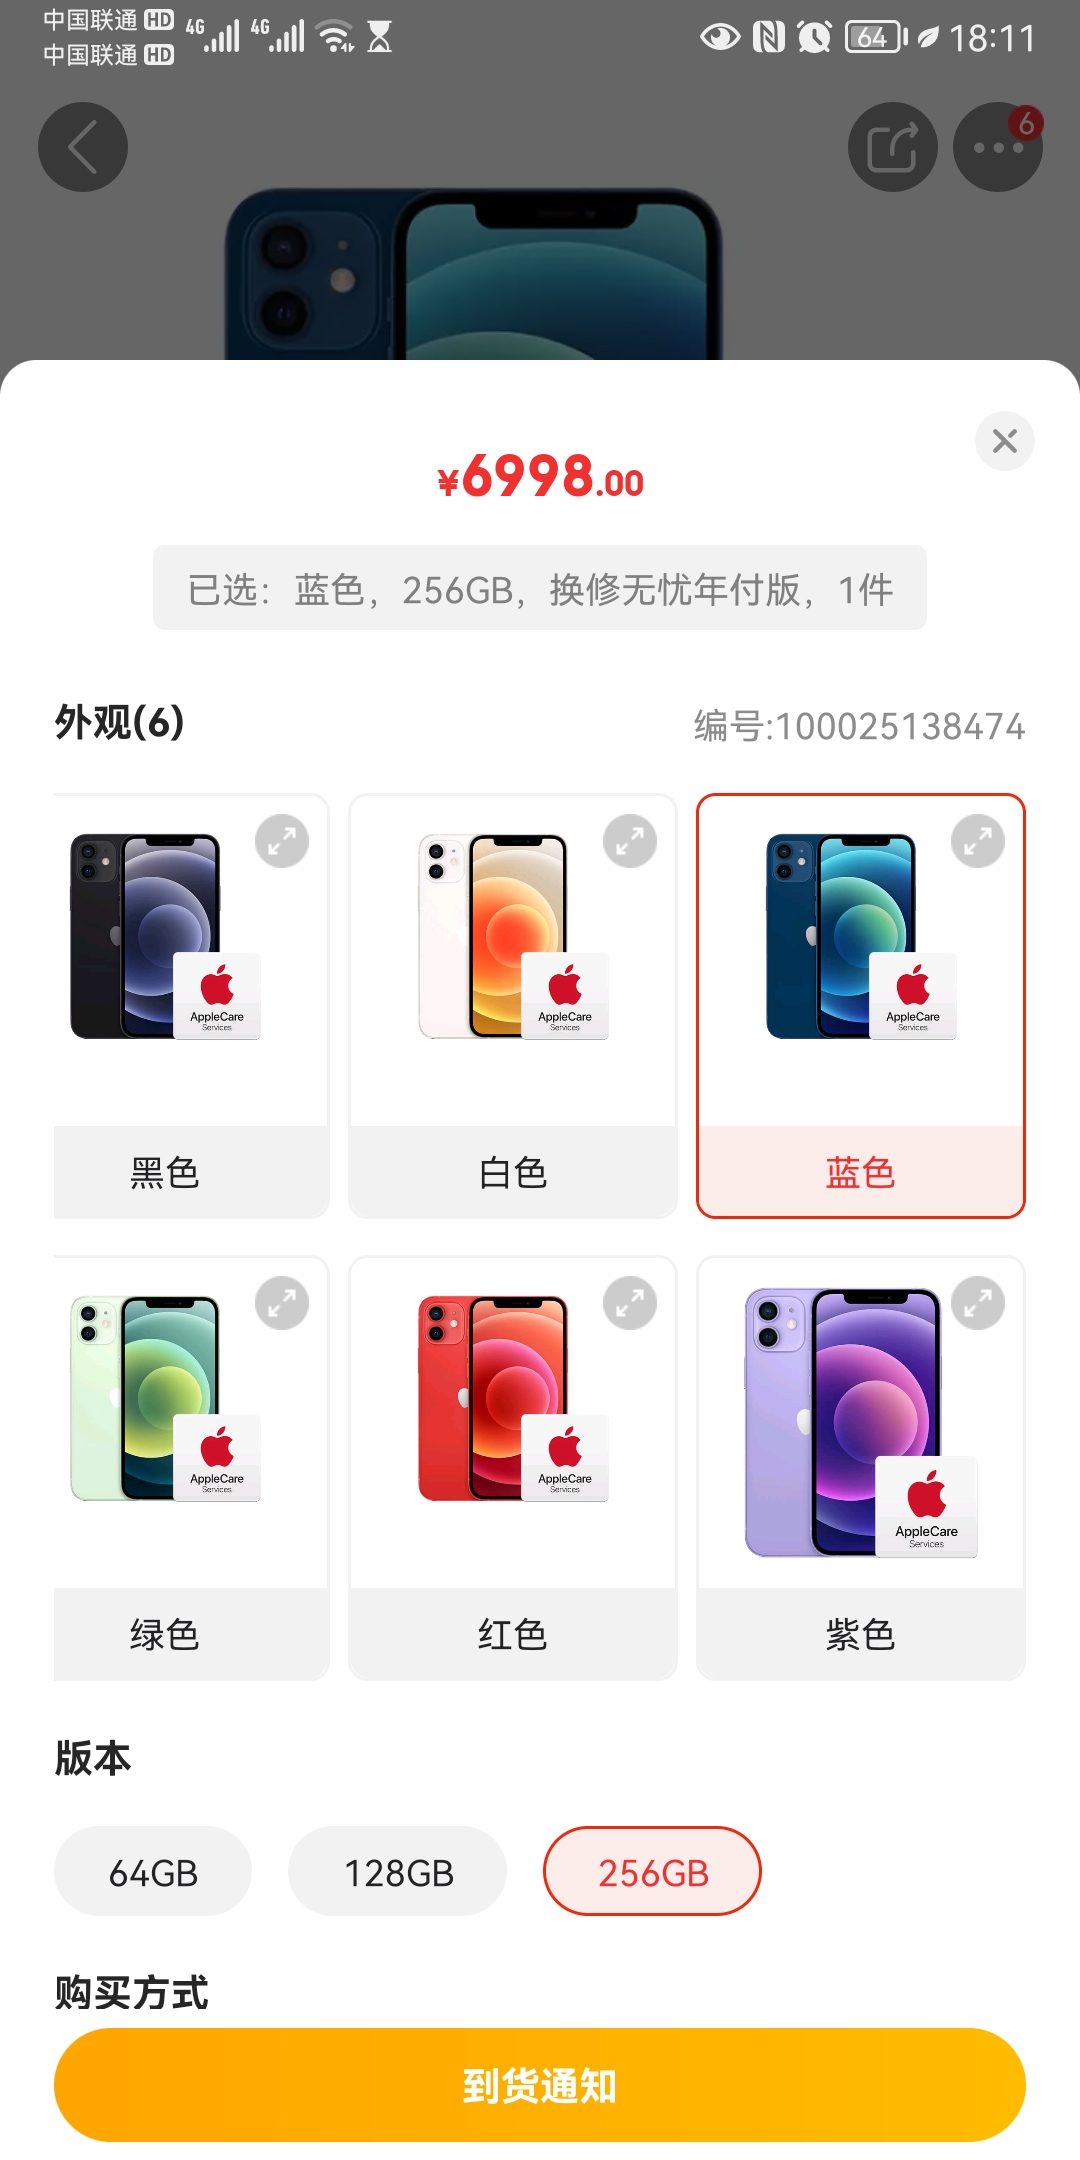 中国联通 HD 4G 4G 64 18:11
中国联通 HD
6
¥6998.00
已选：蓝色，256GB，换修无忧年付版，1件
外观(6)
编号:100025138474
AppleCare
Services
AppleCare
Services
AppleCare
Services
黑色
白色
蓝色
AppleCare
Services
AppleCare
Services
AppleCare
Services
绿色
红色
紫色
版本
64GB
128GB
256GB
购买方式
到货通知